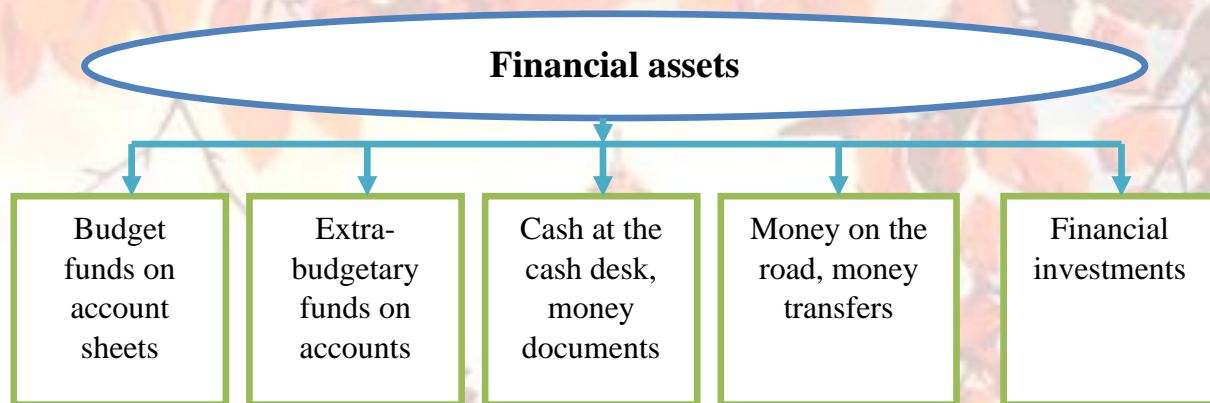 Financial assets
Budget
funds on
account
sheets
Extra-
budgetary
funds on
accounts
Cash at the
cash desk,
money
documents
Money on the
road, money
transfers
Financial
investments